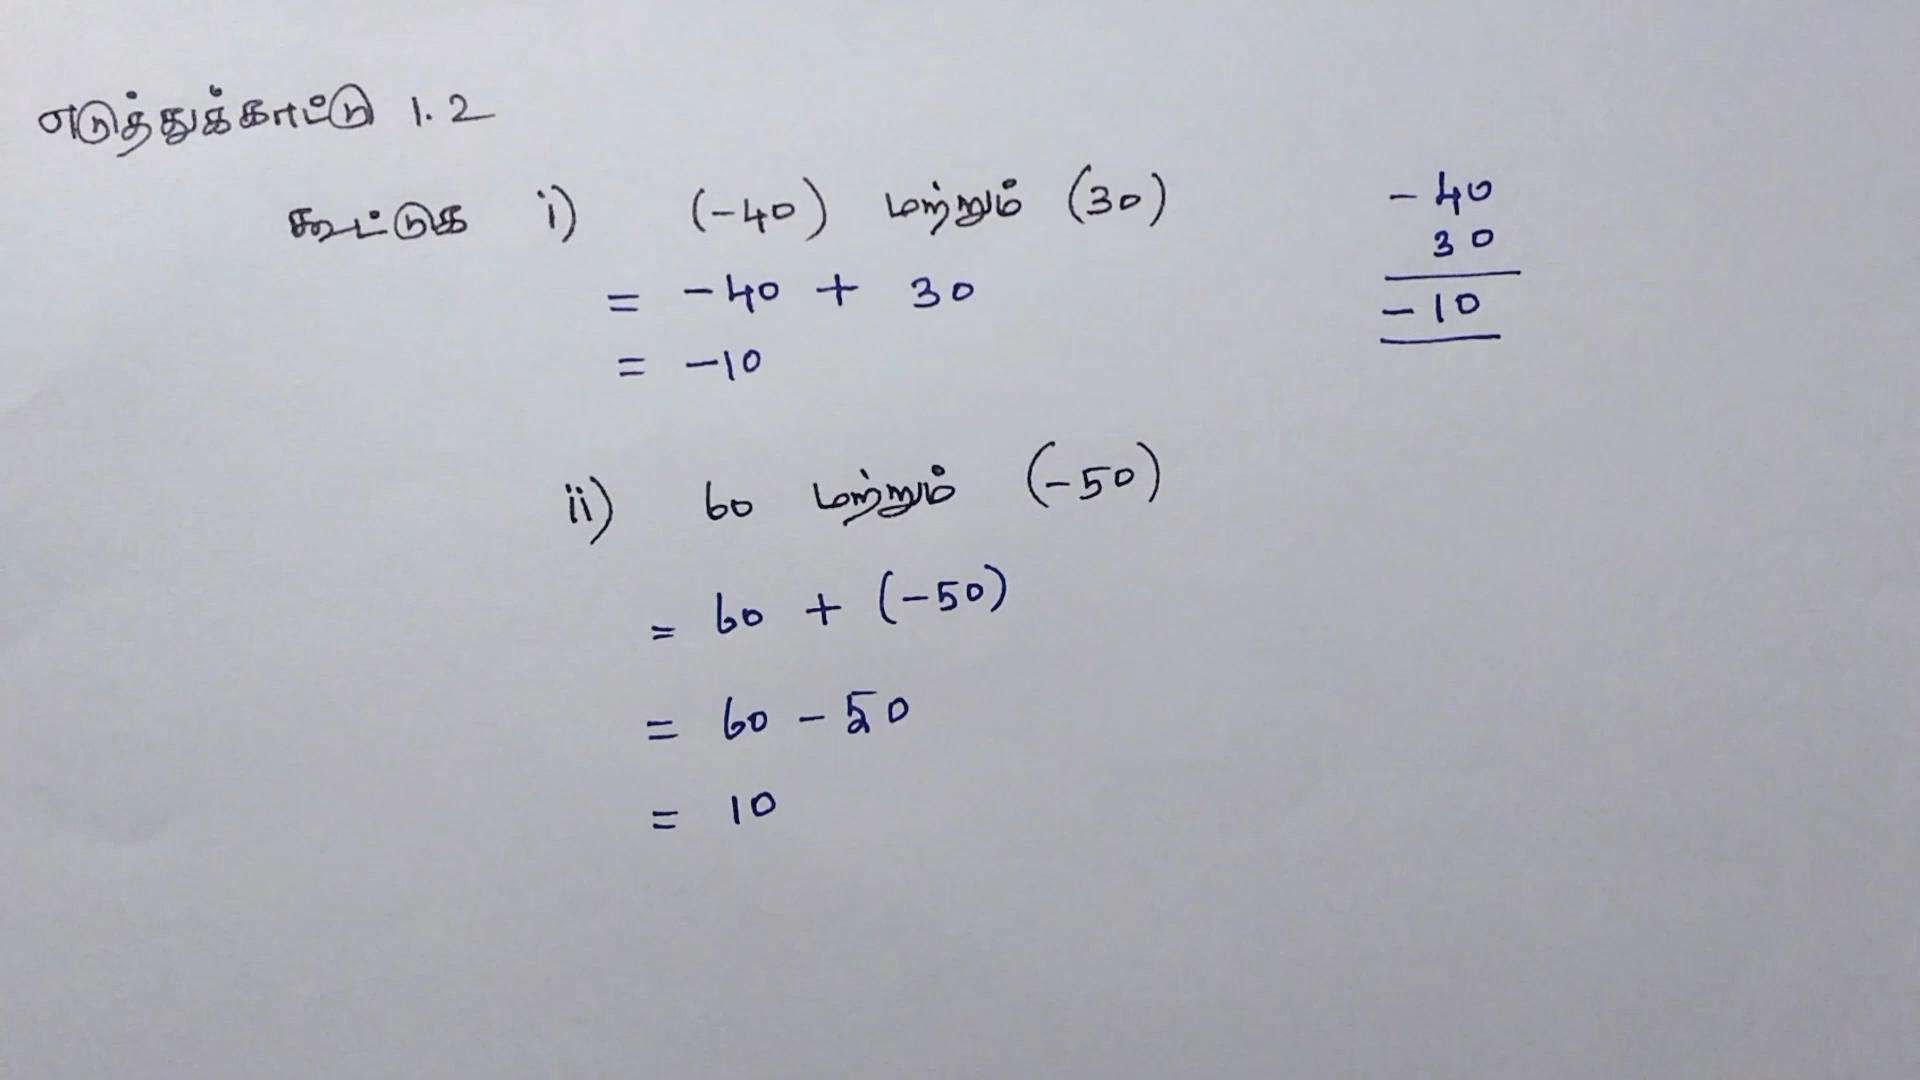 எடுத்துக்காட்டு 1.2
கூட்டுக i) (-40) மற்றும் (30)
= -40 + 30
= -10
-40
30
-10
ii) 60 மற்றும் (-50)
= 60 + (-50)
= 60 - 50
= 10